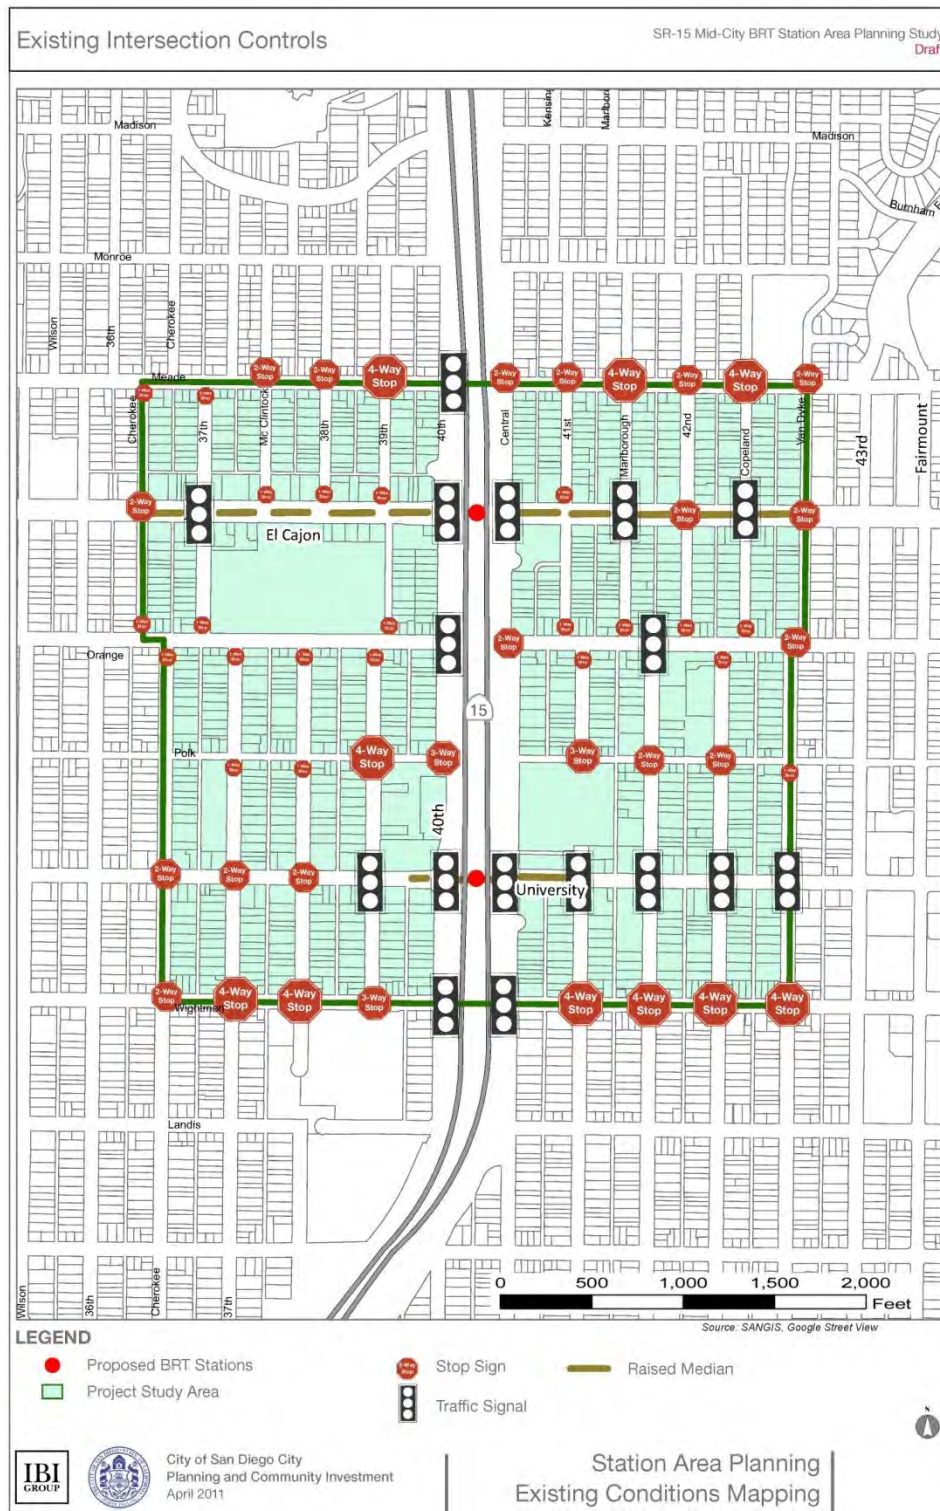 Existing Intersection Controls
SR-15 Mid-City BRT Station Area Planning Study
Draf
Madison
Kensing
Marlbor
Madison
Burnham
Monroe
Wilson
36th
Cherokee
2-Way Stop
2-Way Stop
4-Way Stop
2-Way Stop
2-Way Stop
4-Way Stop
2-Way Stop
4-Way Stop
2-Way Stop
Meade
Cherokee
37th
Mc Clintock
38th
39th
40th
Central
41st
Marlborough
42nd
Copeland
Van Dyke
43rd
Fairmount
2-Way Stop
2-Way Stop
2-Way Stop
El Cajon
2-Way Stop
2-Way Stop
Orange
15
Polk
4-Way Stop
3-Way Stop
3-Way Stop
2-Way Stop
2-Way Stop
40th
2-Way Stop
2-Way Stop
2-Way Stop
University
2-Way Stop
4-Way Stop
4-Way Stop
3-Way Stop
4-Way Stop
4-Way Stop
4-Way Stop
4-Way Stop
Wightman
Landis
Wilson
36th
Cherokee
37th
0 500 1,000 1,500 2,000
Feet
Source: SANGIS, Google Street View
LEGEND
Proposed BRT Stations
Project Study Area
Stop Sign
Traffic Signal
Raised Median
N
IBI
GROUP
City of San Diego City
Planning and Community Investment
April 2011
Station Area Planning
Existing Conditions Mapping